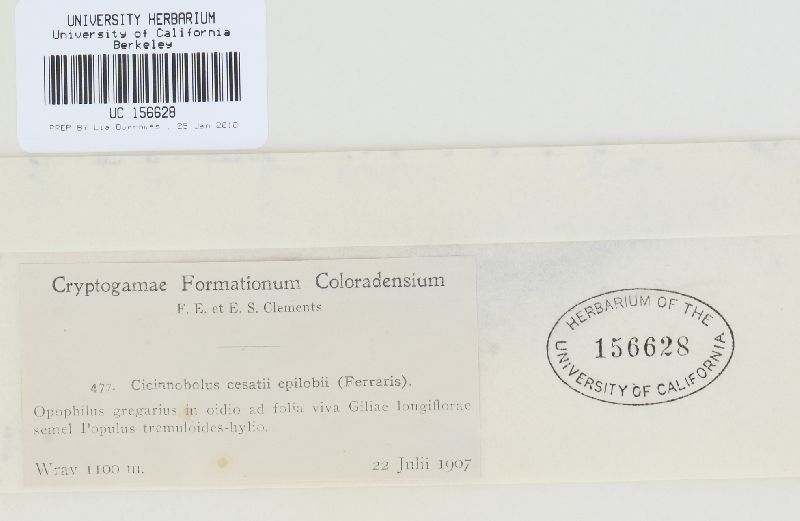 UNIVERSITY HERBARIUM
University of California
Berkeley
UC 156628
PREP BY Lia 25 Jan 2010
Cryptogamae Formationum Coloradensium
F. E. et E. S. Clements
477. Cicinnobolus cesatii epilobii (Ferraris).
Opophilus gregarius in oidio ad folia viva Giliae longiflorae
semel Populus tremuloides-hylio.
Wray 1100 m. 22 Julii 1907
HERBARIUM OF THE
156628
UNIVERSITY OF CALIFORNIA